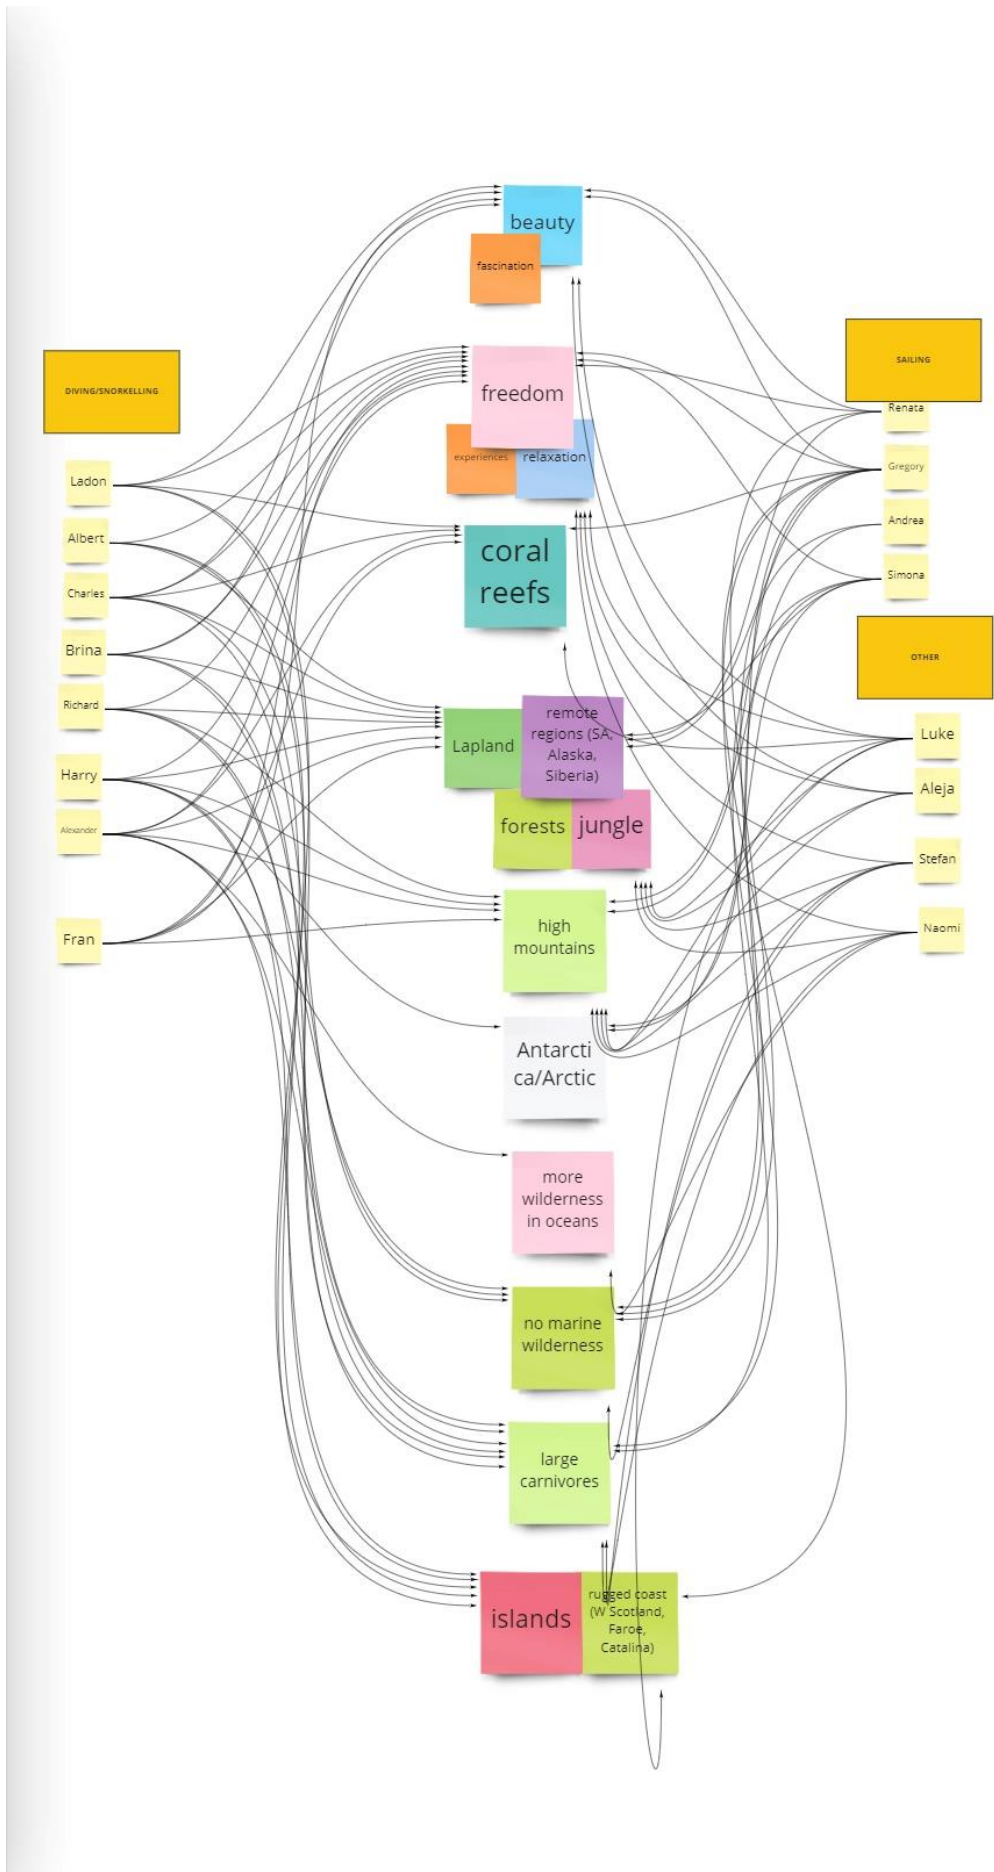 beauty
fascination
freedom
experiences
relaxation
coral
reefs
Lapland
remote
regions (SA,
Alaska,
Siberia)
forests
jungle
high
mountains
Antarcti
ca/Arctic
more
wilderness
in oceans
no marine
wilderness
large
carnivores
islands
rugged coast
(W Scotland,
Faroe,
Catalina)
DIVING/SNORKELLING
Ladon
Albert
Charles
Brina
Richard
Harry
Alexander
Fran
SAILING
Renata
Gregory
Andrea
Simona
OTHER
Luke
Aleja
Stefan
Naomi